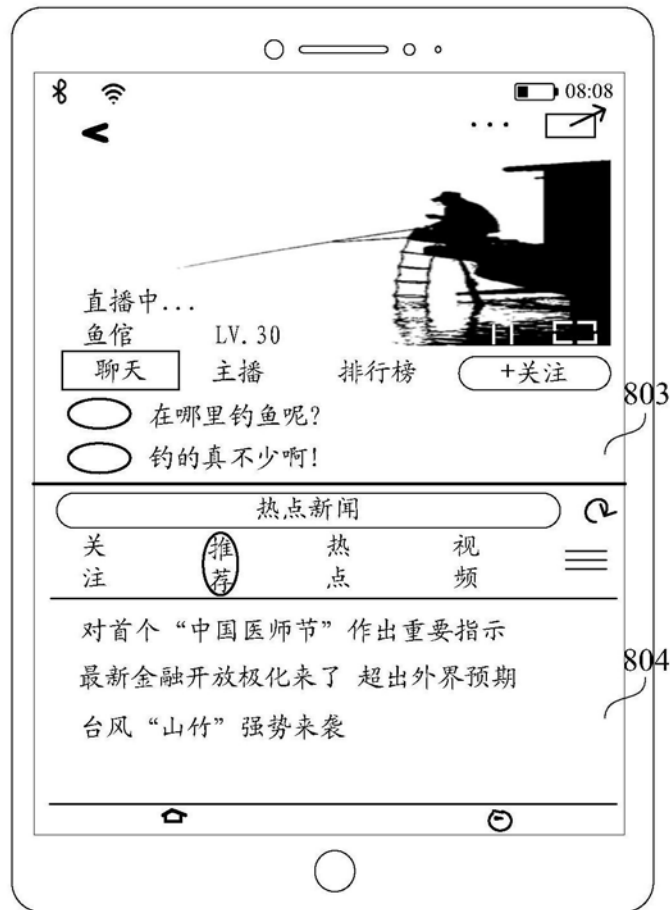 08:08
...
直播中...
鱼倌 LV.30
聊天 主播 排行榜 +关注
803
在哪里钓鱼呢?
钓的真不少啊!
热点新闻
关注 推荐 热点 视频
对首个“中国医师节”作出重要指示
804
最新金融开放极化来了 超出外界预期
台风“山竹”强势来袭